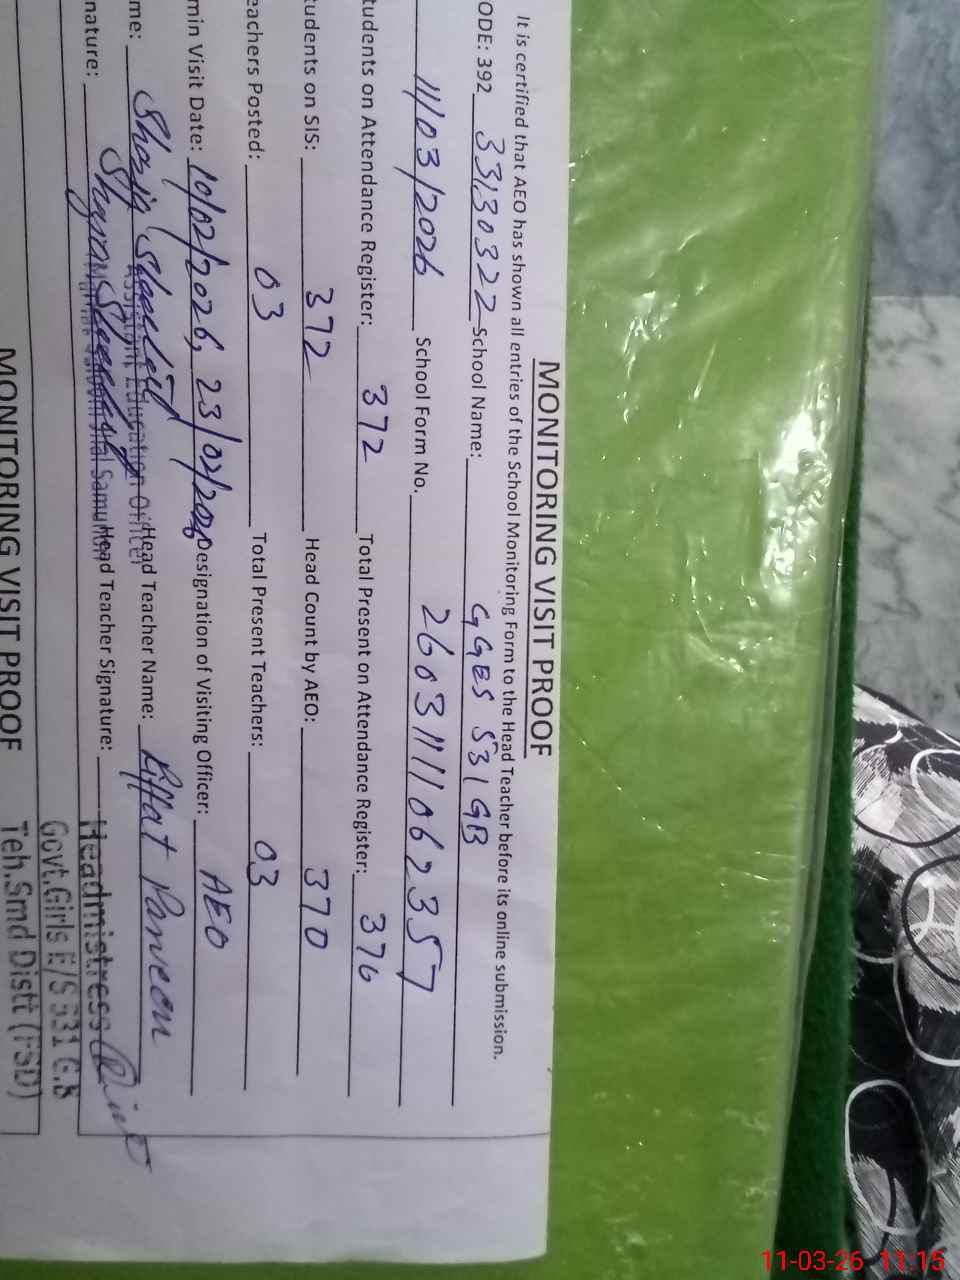 MONITORING VISIT PROOF
It is certified that AEO has shown all entries of the School Monitoring Form to the Head Teacher before its online submission.
ODE: 392 33130322 School Name: GGES 531 GB
11/03/2026 School Form No. 26031111062357
tudents on Attendance Register: 372 Total Present on Attendance Register: 370
tudents on SIS: 372 Head Count by AEO: 370
eachers Posted: 03 Total Present Teachers: 03
min Visit Date: 10/02/2026, 23/02/2026 Designation of Visiting Officer: AEO
me: Head Teacher Name: Riffat Parveen
Assistant Education Officer
nature: Head Teacher Signature:
Headmistress
Govt.Girls E/S 531 G.B
Teh.Smd Distt (FSD)
MONITORING VISIT PROOF
11-03-26 11:15